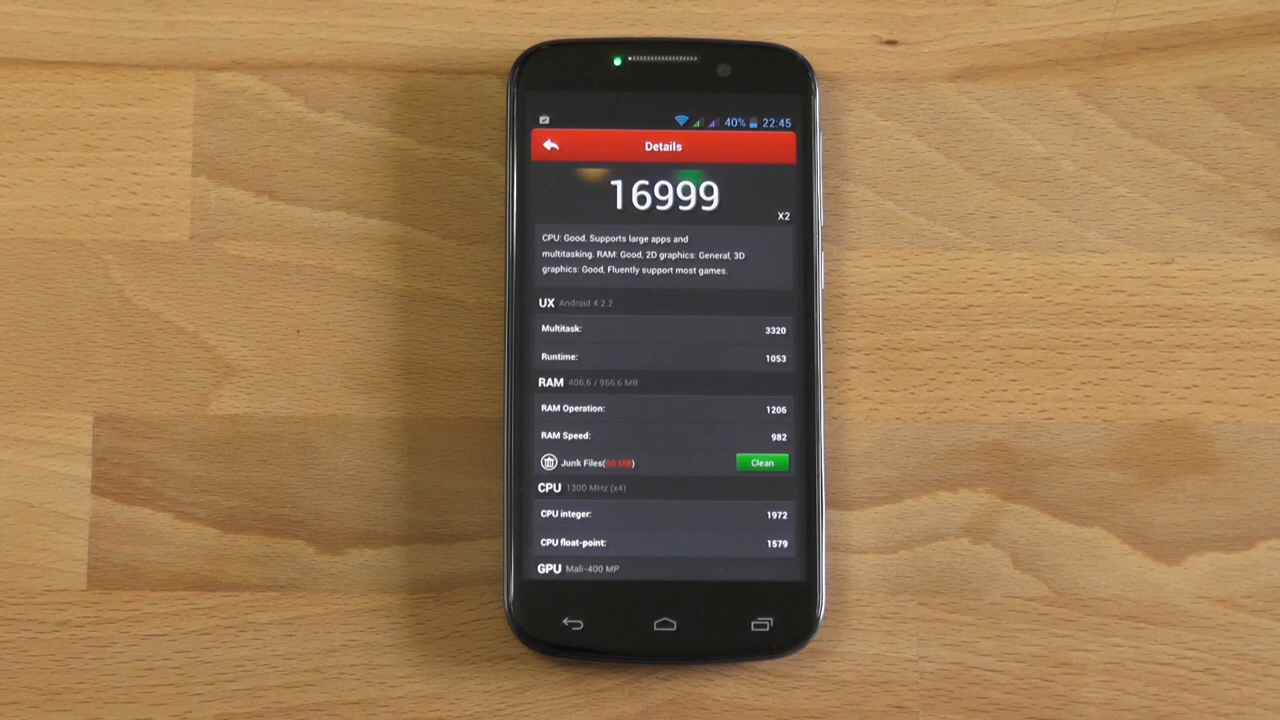 40% 22:45
Details
16999
X2
CPU: Good, Supports large apps and
multitasking. RAM: Good, 2D graphics: General, 3D
graphics: Good, Fluently support most games.
UX Android 4.2.2
Multitask: 3320
Runtime: 1053
RAM 406,6 / 966,6 MB
RAM Operation: 1206
RAM Speed: 982
Junk Files(60 MB) Clean
CPU 1300 MHz (x4)
CPU integer: 1972
CPU float-point: 1579
GPU Mali-400 MP